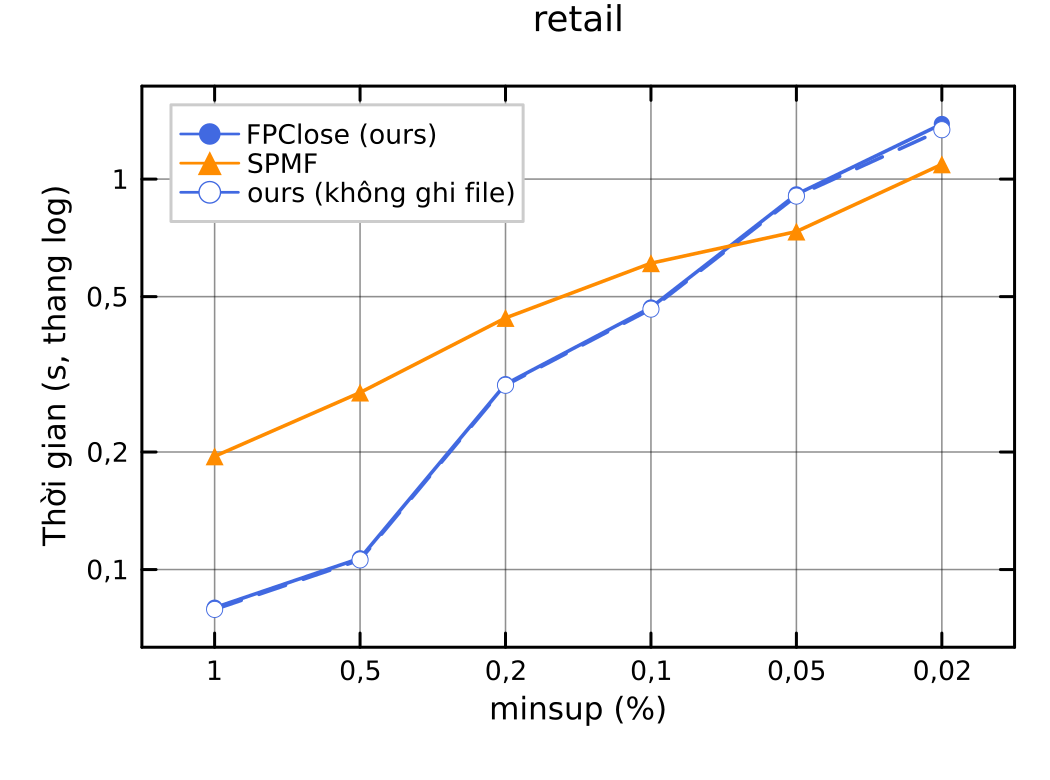 retail
FPClose (ours)
SPMF
ours (không ghi file)
Thời gian (s, thang log)
1
0,5
0,2
0,1
1
0,5
0,2
0,1
0,05
0,02
minsup (%)